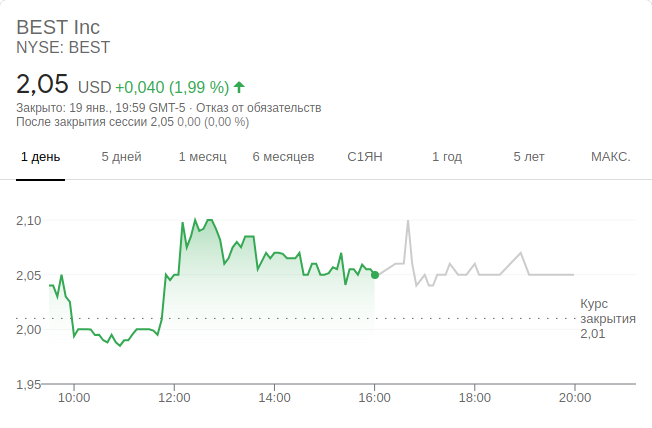 BEST Inc
NYSE: BEST
2,05 USD +0,040 (1,99 %)
Закрыто: 19 янв., 19:59 GMT-5 · Отказ от обязательств
После закрытия сессии 2,05 0,00 (0,00 %)
1 день 5 дней 1 месяц 6 месяцев С1ЯН 1 год 5 лет МАКС.
2,10
2,05
2,00
1,95
Курс
закрытия
2,01
10:00 12:00 14:00 16:00 18:00 20:00